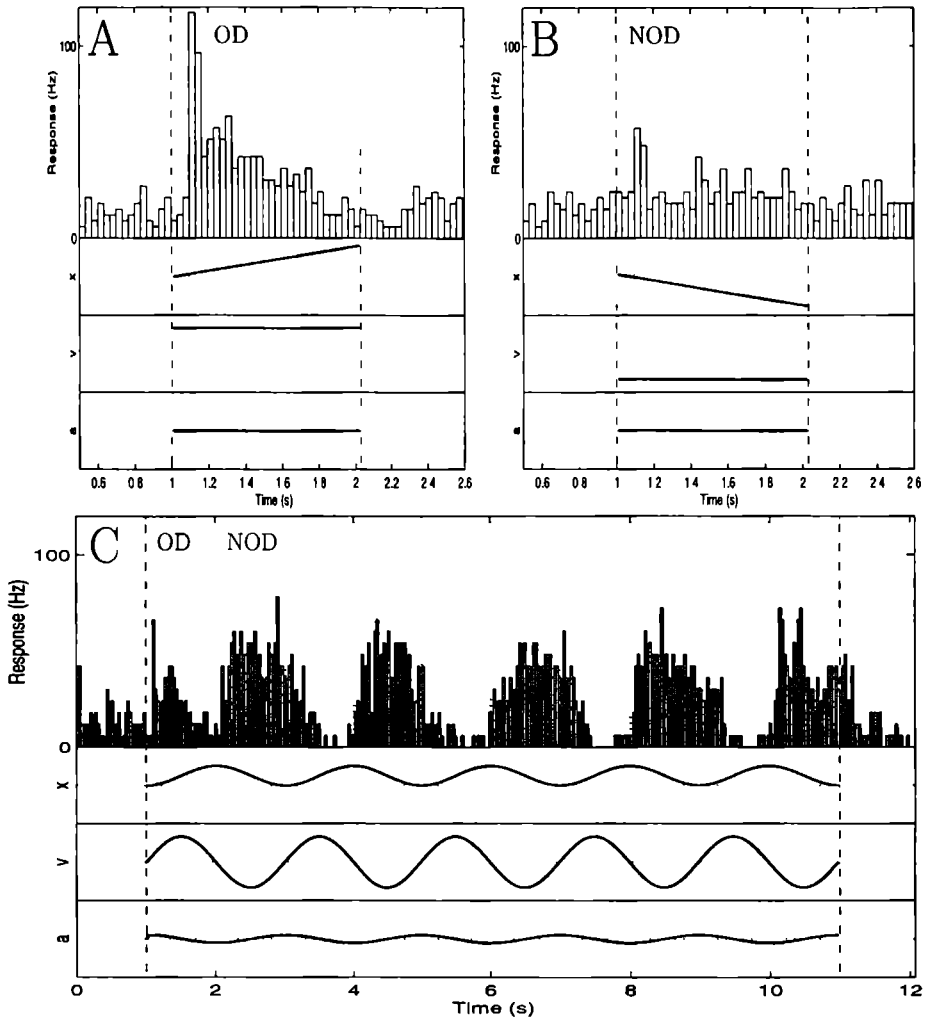 A OD
100
Response (Hz)
0
x
v
a
0.6 0.8 1 1.2 1.4 1.6 1.8 2 2.2 2.4 2.6
Time (s)
B NOD
100
Response (Hz)
0
x
v
a
0.6 0.8 1 1.2 1.4 1.6 1.8 2 2.2 2.4 2.6
Time (s)
C OD NOD
100
Response (Hz)
0
x
v
a
0 2 4 6 8 10 12
Time (s)